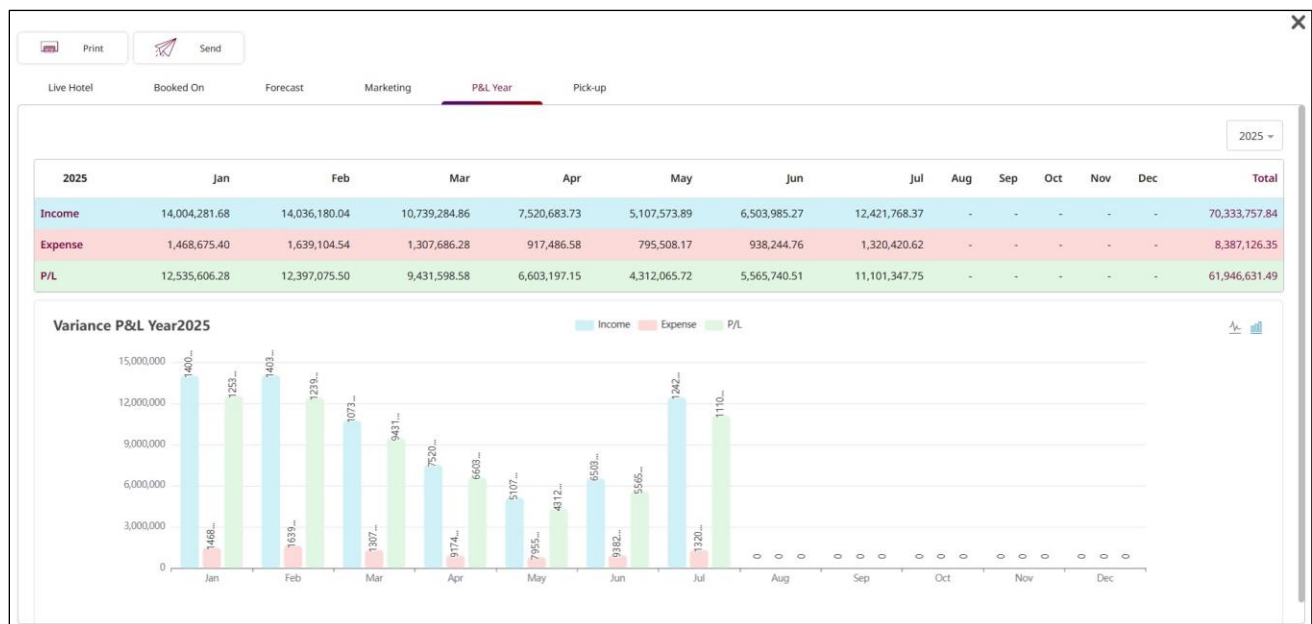 Print Send
Live Hotel Booked On Forecast Marketing P&L Year Pick-up
2025
2025 Jan Feb Mar Apr May Jun Jul Aug Sep Oct Nov Dec Total
Income 14,004,281.68 14,036,180.04 10,739,284.86 7,520,683.73 5,107,573.89 6,503,985.27 12,421,768.37 - - - - - 70,333,757.84
Expense 1,468,675.40 1,639,104.54 1,307,686.28 917,486.58 795,508.17 938,244.76 1,320,420.62 - - - - - 8,387,126.35
P/L 12,535,606.28 12,397,075.50 9,431,598.58 6,603,197.15 4,312,065.72 5,565,740.51 11,101,347.75 - - - - - 61,946,631.49
Variance P&L Year2025 Income Expense P/L
15,000,000
12,000,000
9,000,000
6,000,000
3,000,000
0
1400... 1468... 1253... 1403... 1639... 1239... 1073... 1307... 9431... 7520... 9174... 6603... 5107... 7955... 4312... 6503... 9382... 5565... 1242... 1320... 1110... 0 0 0 0 0 0 0 0 0 0 0 0 0 0 0
Jan Feb Mar Apr May Jun Jul Aug Sep Oct Nov Dec